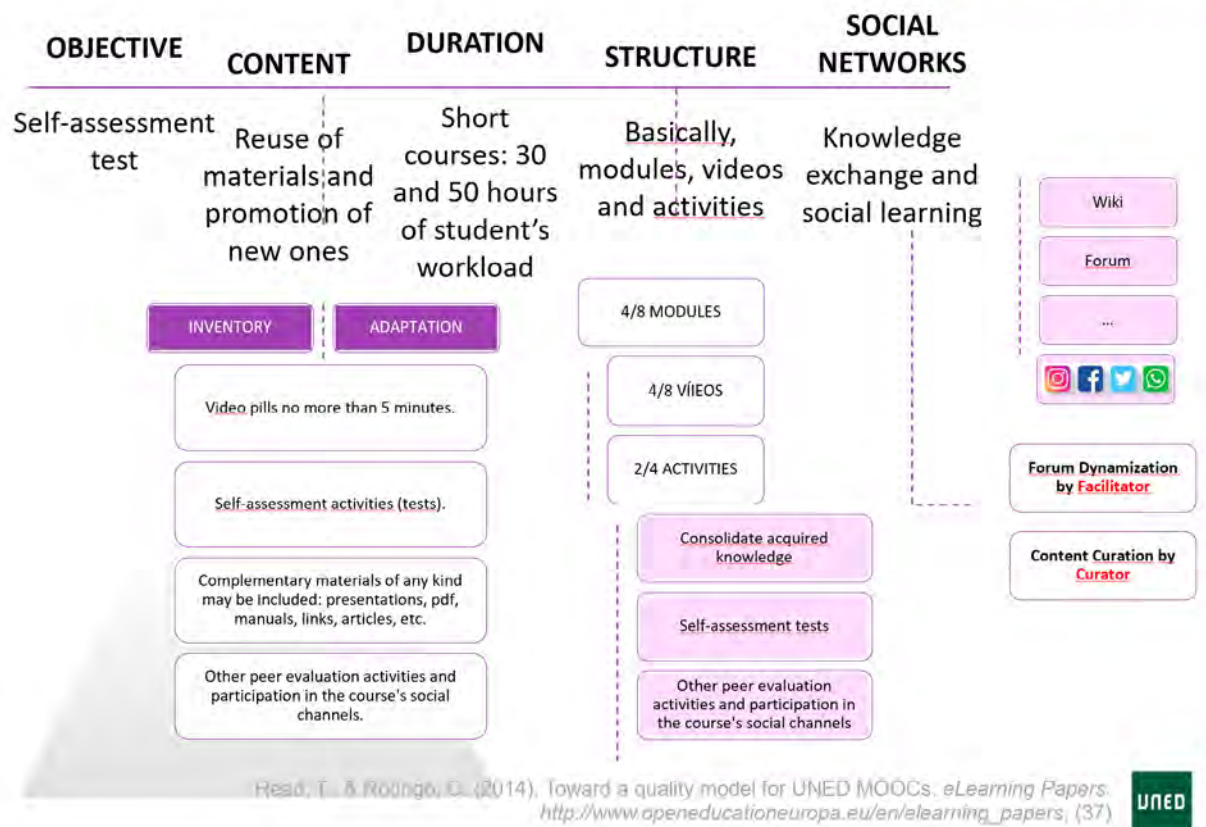 OBJECTIVE
CONTENT
DURATION
STRUCTURE
SOCIAL
NETWORKS
Self-assessment
test
Reuse of
materials and
promotion of
new ones
Short
courses: 30
and 50 hours
of student's
workload
Basically,
modules, videos
and activities
Knowledge
exchange and
social learning
INVENTORY
ADAPTATION
Video pills no more than 5 minutes.
Self-assessment activities (tests).
Complementary materials of any kind
may be included: presentations, pdf,
manuals, links, articles, etc.
Other peer evaluation activities and
participation in the course's social
channels.
4/8 MODULES
4/8 VÍIEOS
2/4 ACTIVITIES
Consolidate acquired
knowledge
Self-assessment tests
Other peer evaluation
activities and participation in
the course's social channels
Wiki
Forum
...
Forum Dynamization
by Facilitator
Content Curation by
Curator
Read, T., & Rodrigo, C. (2014). Toward a quality model for UNED MOOCs. eLearning Papers.
http://www.openeducationeuropa.eu/en/elearning_papers, (37)
UNED